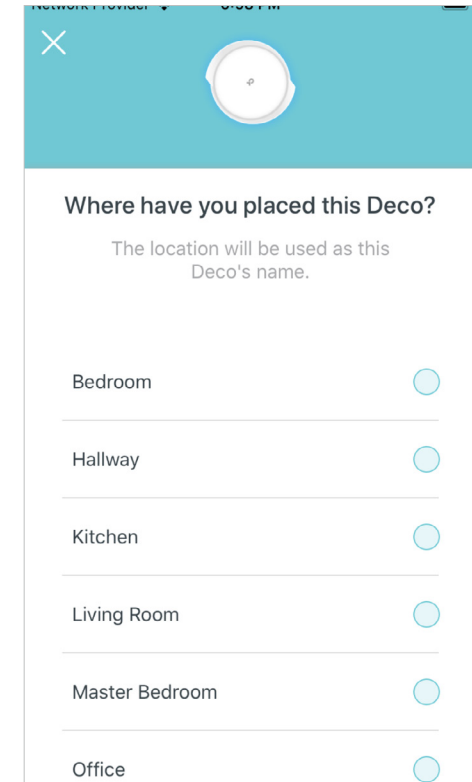 Where have you placed this Deco?
The location will be used as this
Deco's name.
Bedroom
Hallway
Kitchen
Living Room
Master Bedroom
Office